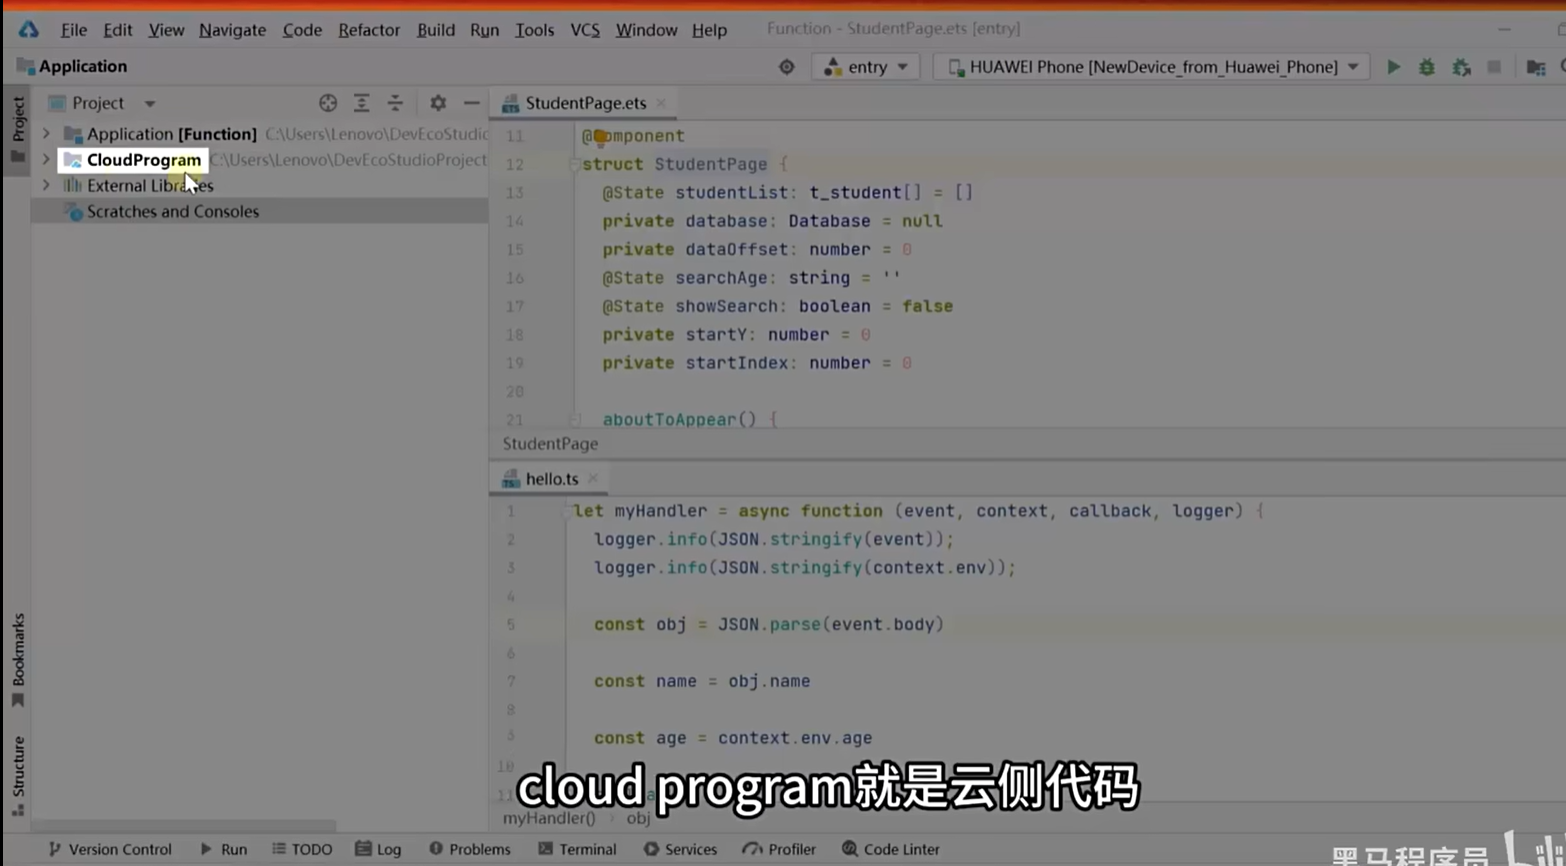 File Edit View Navigate Code Refactor Build Run Tools VCS Window Help Function - StudentPage.ets [entry]
Application entry HUAWEI Phone [NewDevice_from_Huawei_Phone]
Project
Project
StudentPage.ets
Application [Function] C:\Users\Lenovo\DevEcoStudio
CloudProgram C:\Users\Lenovo\DevEcoStudioProject
External Libraries
Scratches and Consoles
11 @Component
12 struct StudentPage {
13 @State studentList: t_student[] = []
14 private database: Database = null
15 private dataOffset: number = 0
16 @State searchAge: string = ''
17 @State showSearch: boolean = false
18 private startY: number = 0
19 private startIndex: number = 0
20
21 aboutToAppear() {
StudentPage
hello.ts
1 let myHandler = async function (event, context, callback, logger) {
2 logger.info(JSON.stringify(event));
3 logger.info(JSON.stringify(context.env));
4
5 const obj = JSON.parse(event.body)
6
7 const name = obj.name
8
9 const age = context.env.age
10
11
cloud program就是云侧代码
myHandler() obj
Bookmarks
Structure
Version Control Run TODO Log Problems Terminal Services Profiler Code Linter
黑马程序员